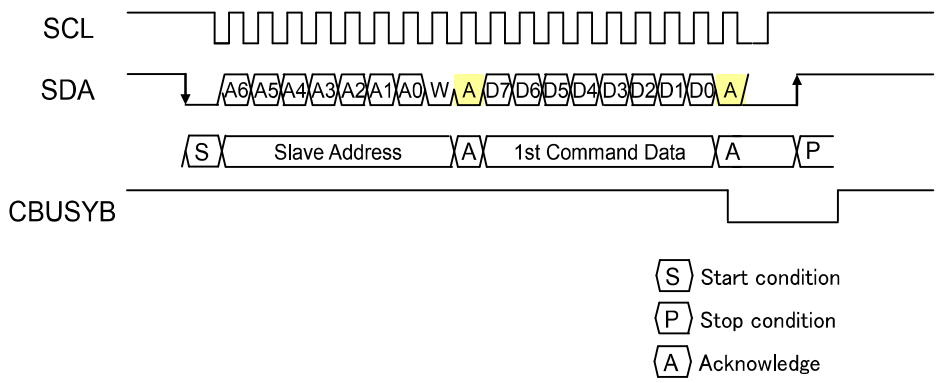 SCL
SDA A6 A5 A4 A3 A2 A1 A0 W A D7 D6 D5 D4 D3 D2 D1 D0 A
S Slave Address A 1st Command Data A P
CBUSYB
S Start condition
P Stop condition
A Acknowledge